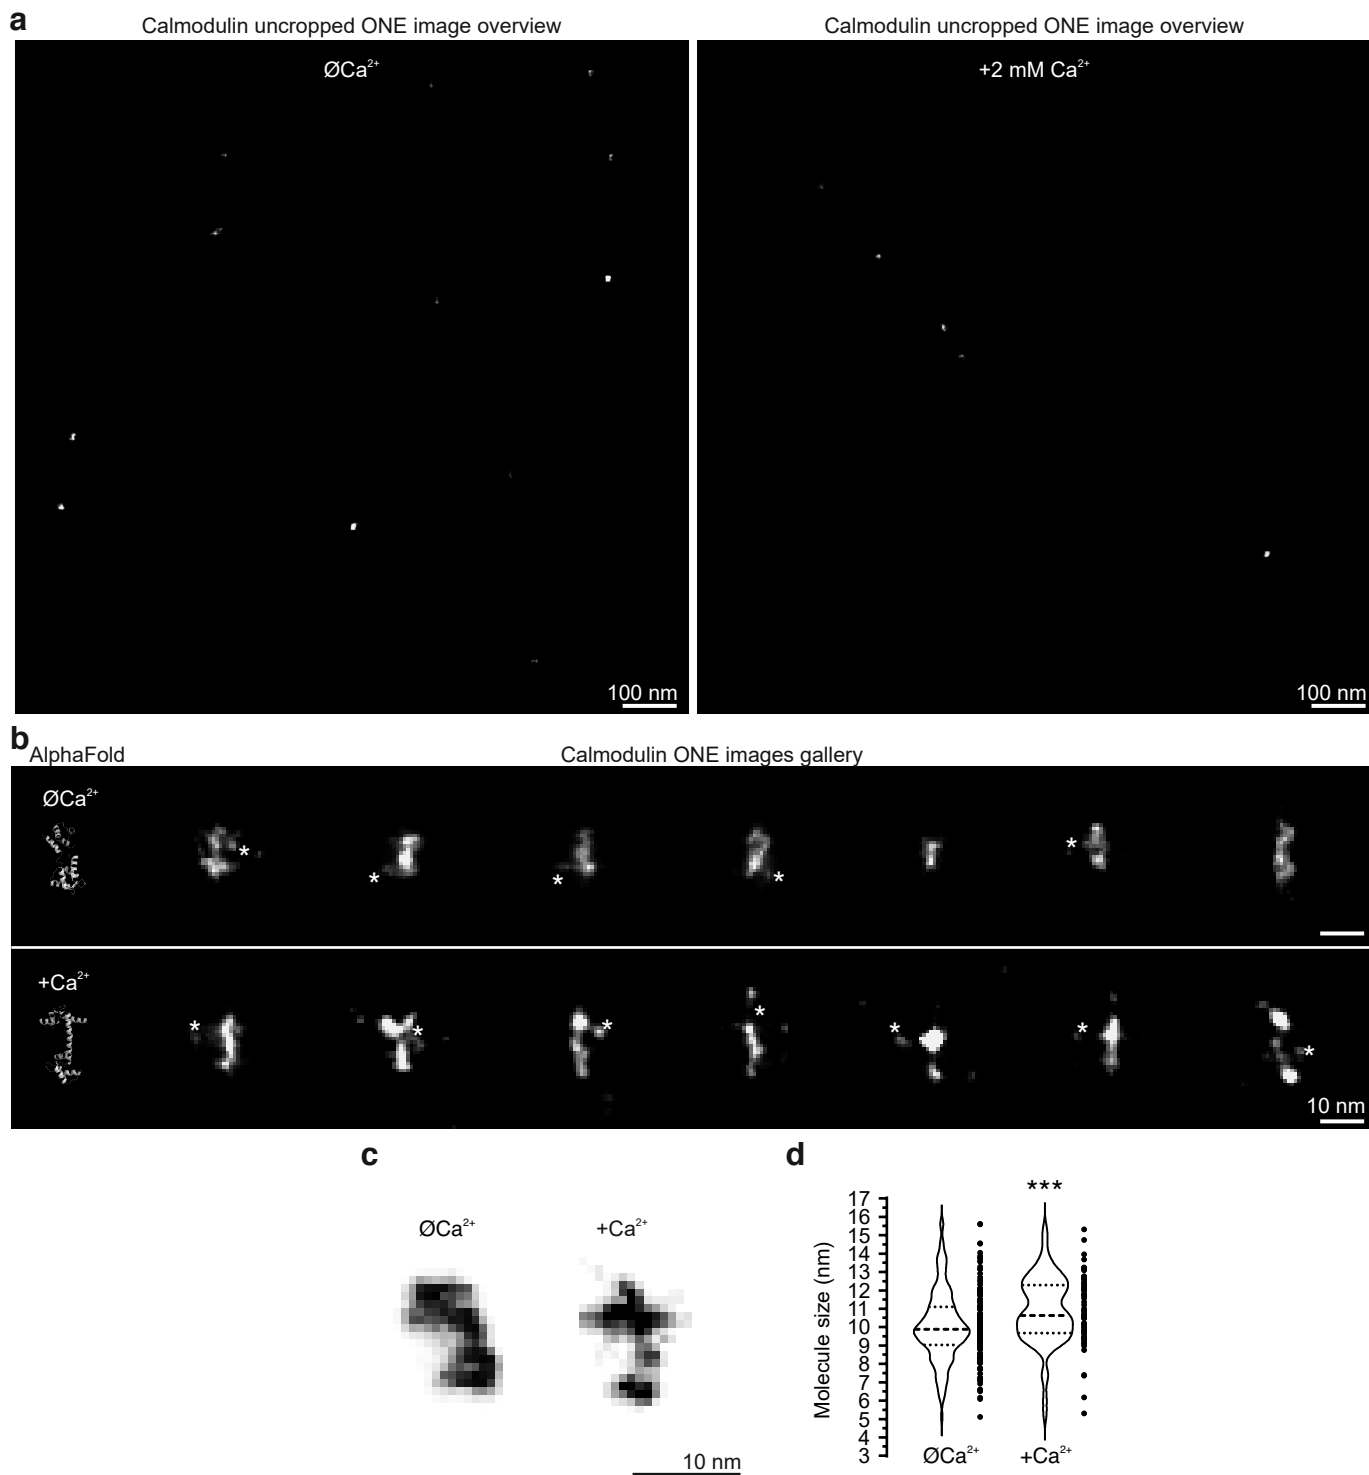 a
Calmodulin uncropped ONE image overview
Calmodulin uncropped ONE image overview
ØCa²⁺
+2 mM Ca²⁺
100 nm
100 nm
b
AlphaFold
Calmodulin ONE images gallery
ØCa²⁺
* * * * *
+Ca²⁺
* * * * * * *
10 nm
c
d
ØCa²⁺
+Ca²⁺
10 nm
***
Molecule size (nm)
17
16
15
14
13
12
11
10
9
8
7
6
5
4
3
ØCa²⁺
+Ca²⁺